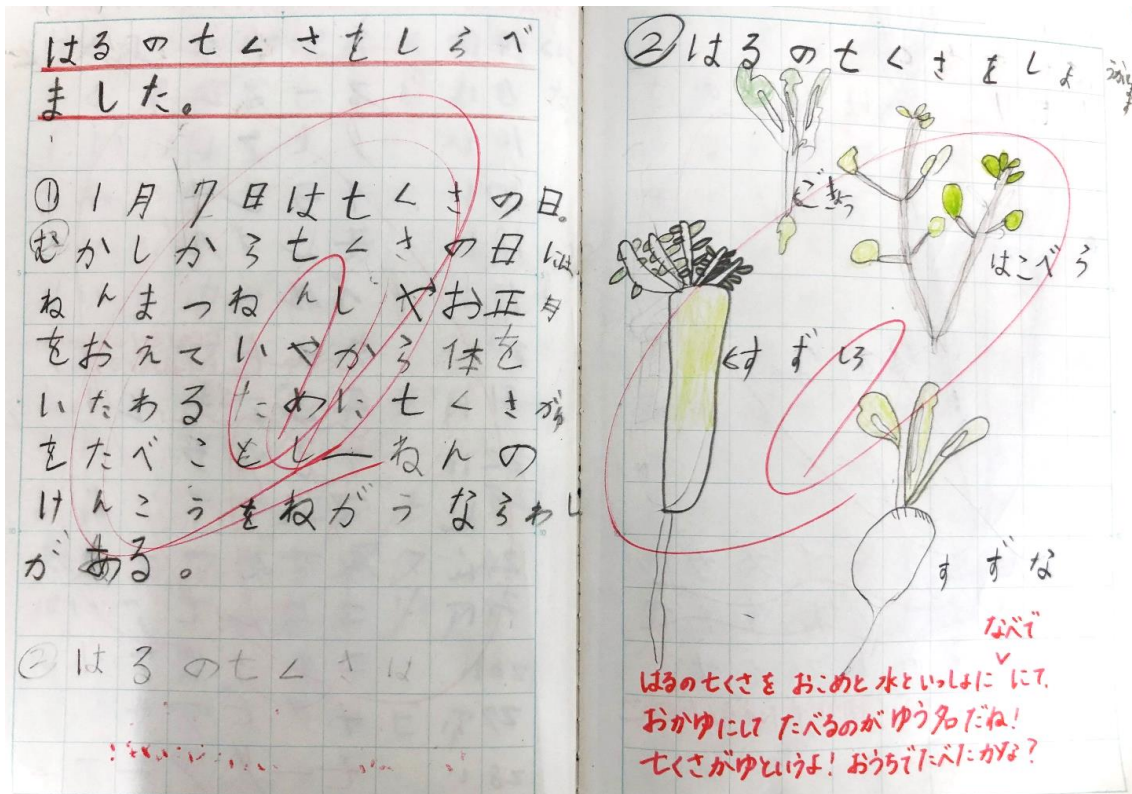 はるの七くさをしらべ
ました。
① 1月7日は七くさの日。
むかしから七くさの日には
ねんまつねんしやお正月
をおえていやから体を
いたわるために七くさがゆ
をたべことし一ねんの
けんこうをねがうならわし
がある。
② はるの七くさは
② はるの七くさをしょ
うかいします
ごぎょう
はこべら
すずしろ
すずな
なべで
はるの七くさを おこめと 水といっしょに にて、
おかゆにして たべるのが ゆう名だね!
七くさがゆというよ! おうちでたべたかな?